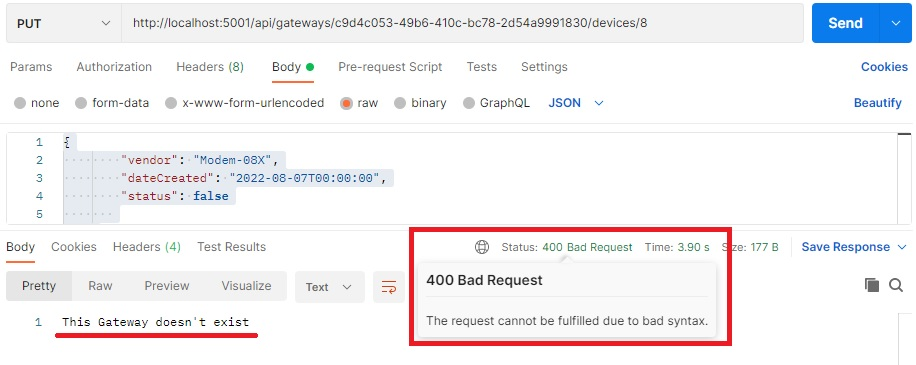 PUT http://localhost:5001/api/gateways/c9d4c053-49b6-410c-bc78-2d54a9991830/devices/8 Send
Params Authorization Headers (8) Body Pre-request Script Tests Settings Cookies
none form-data x-www-form-urlencoded raw binary GraphQL JSON Beautify
1 {
2 "vendor": "Modem-08X",
3 "dateCreated": "2022-08-07T00:00:00",
4 "status": false
5
Body Cookies Headers (4) Test Results Status: 400 Bad Request Time: 3.90 s Size: 177 B Save Response
Pretty Raw Preview Visualize Text
400 Bad Request
The request cannot be fulfilled due to bad syntax.
1 This Gateway doesn't exist